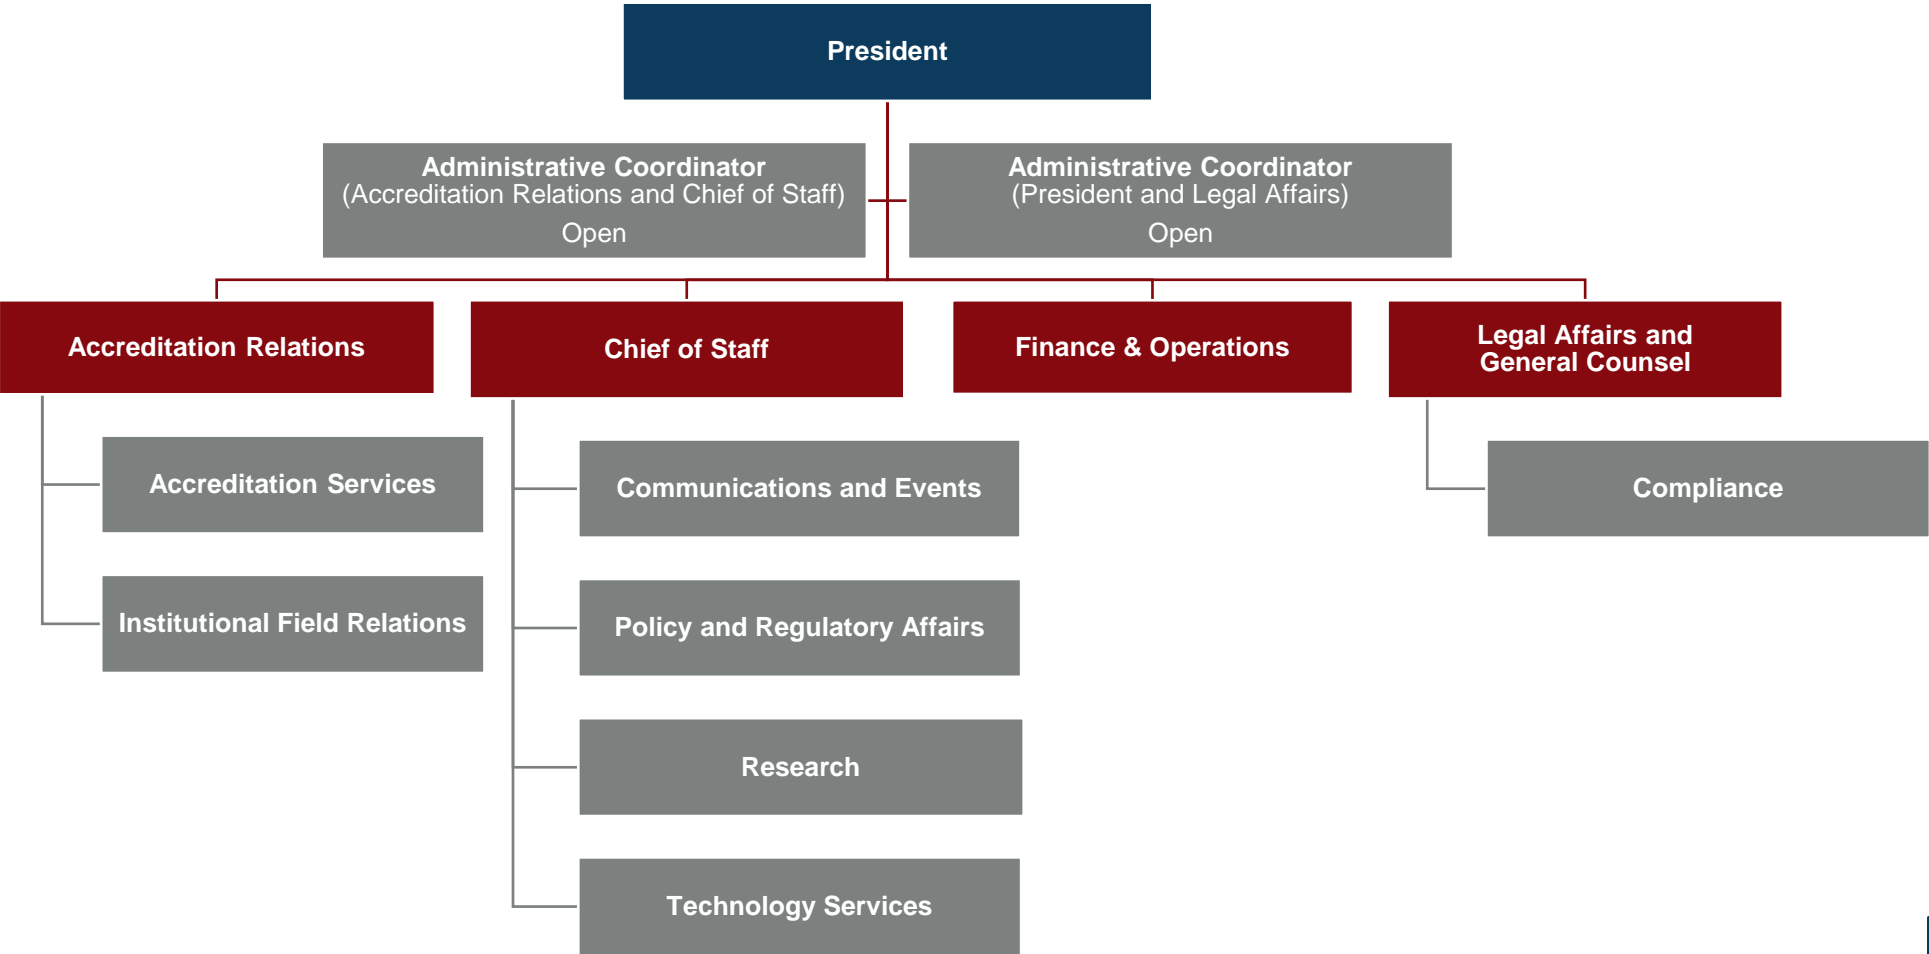 President
Administrative Coordinator
(Accreditation Relations and Chief of Staff)
Open
Administrative Coordinator
(President and Legal Affairs)
Open
Accreditation Relations
Chief of Staff
Finance & Operations
Legal Affairs and
General Counsel
Accreditation Services
Institutional Field Relations
Communications and Events
Policy and Regulatory Affairs
Research
Technology Services
Compliance